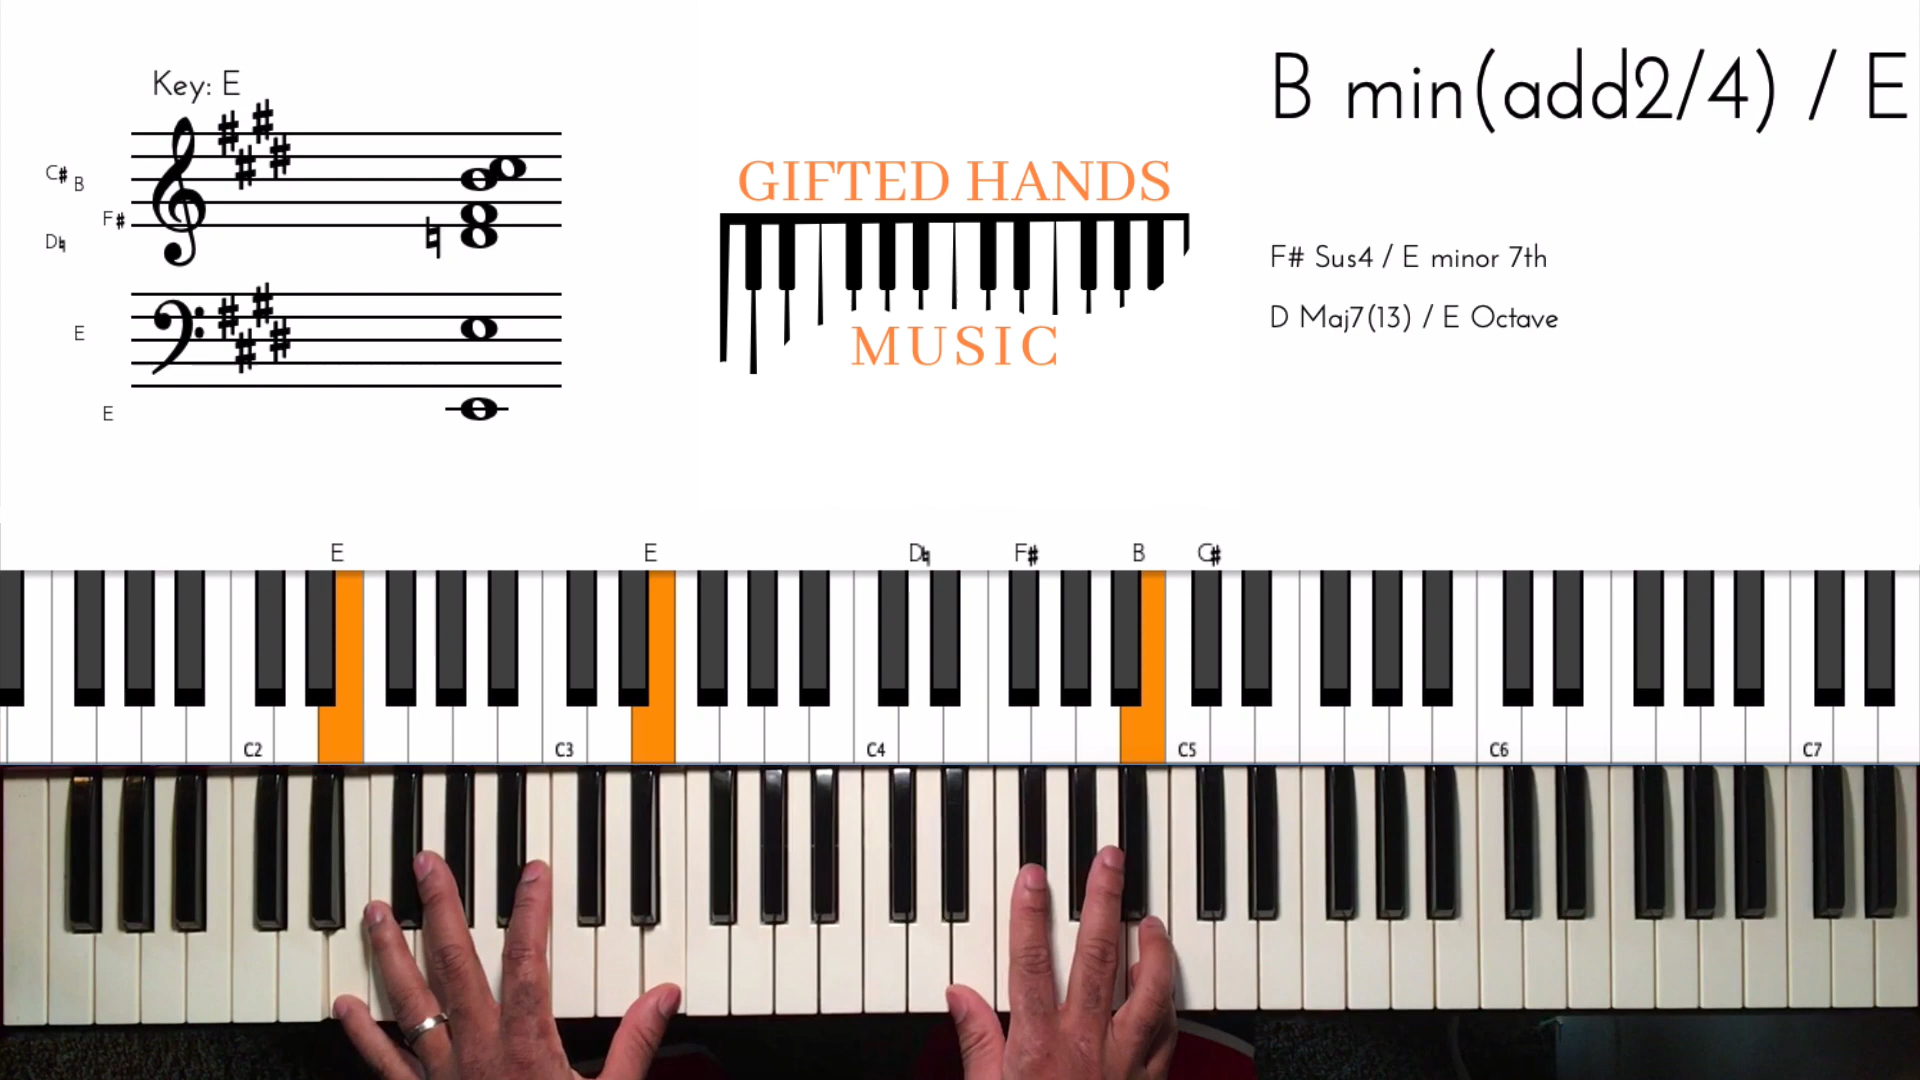 Key: E
C♯
B
F♯
D♮
E
E
GIFTED HANDS
MUSIC
B min(add2/4) / E
F# Sus4 / E minor 7th
D Maj7(13) / E Octave
E E D♮ F♯ B C♯
C2 C3 C4 C5 C6 C7